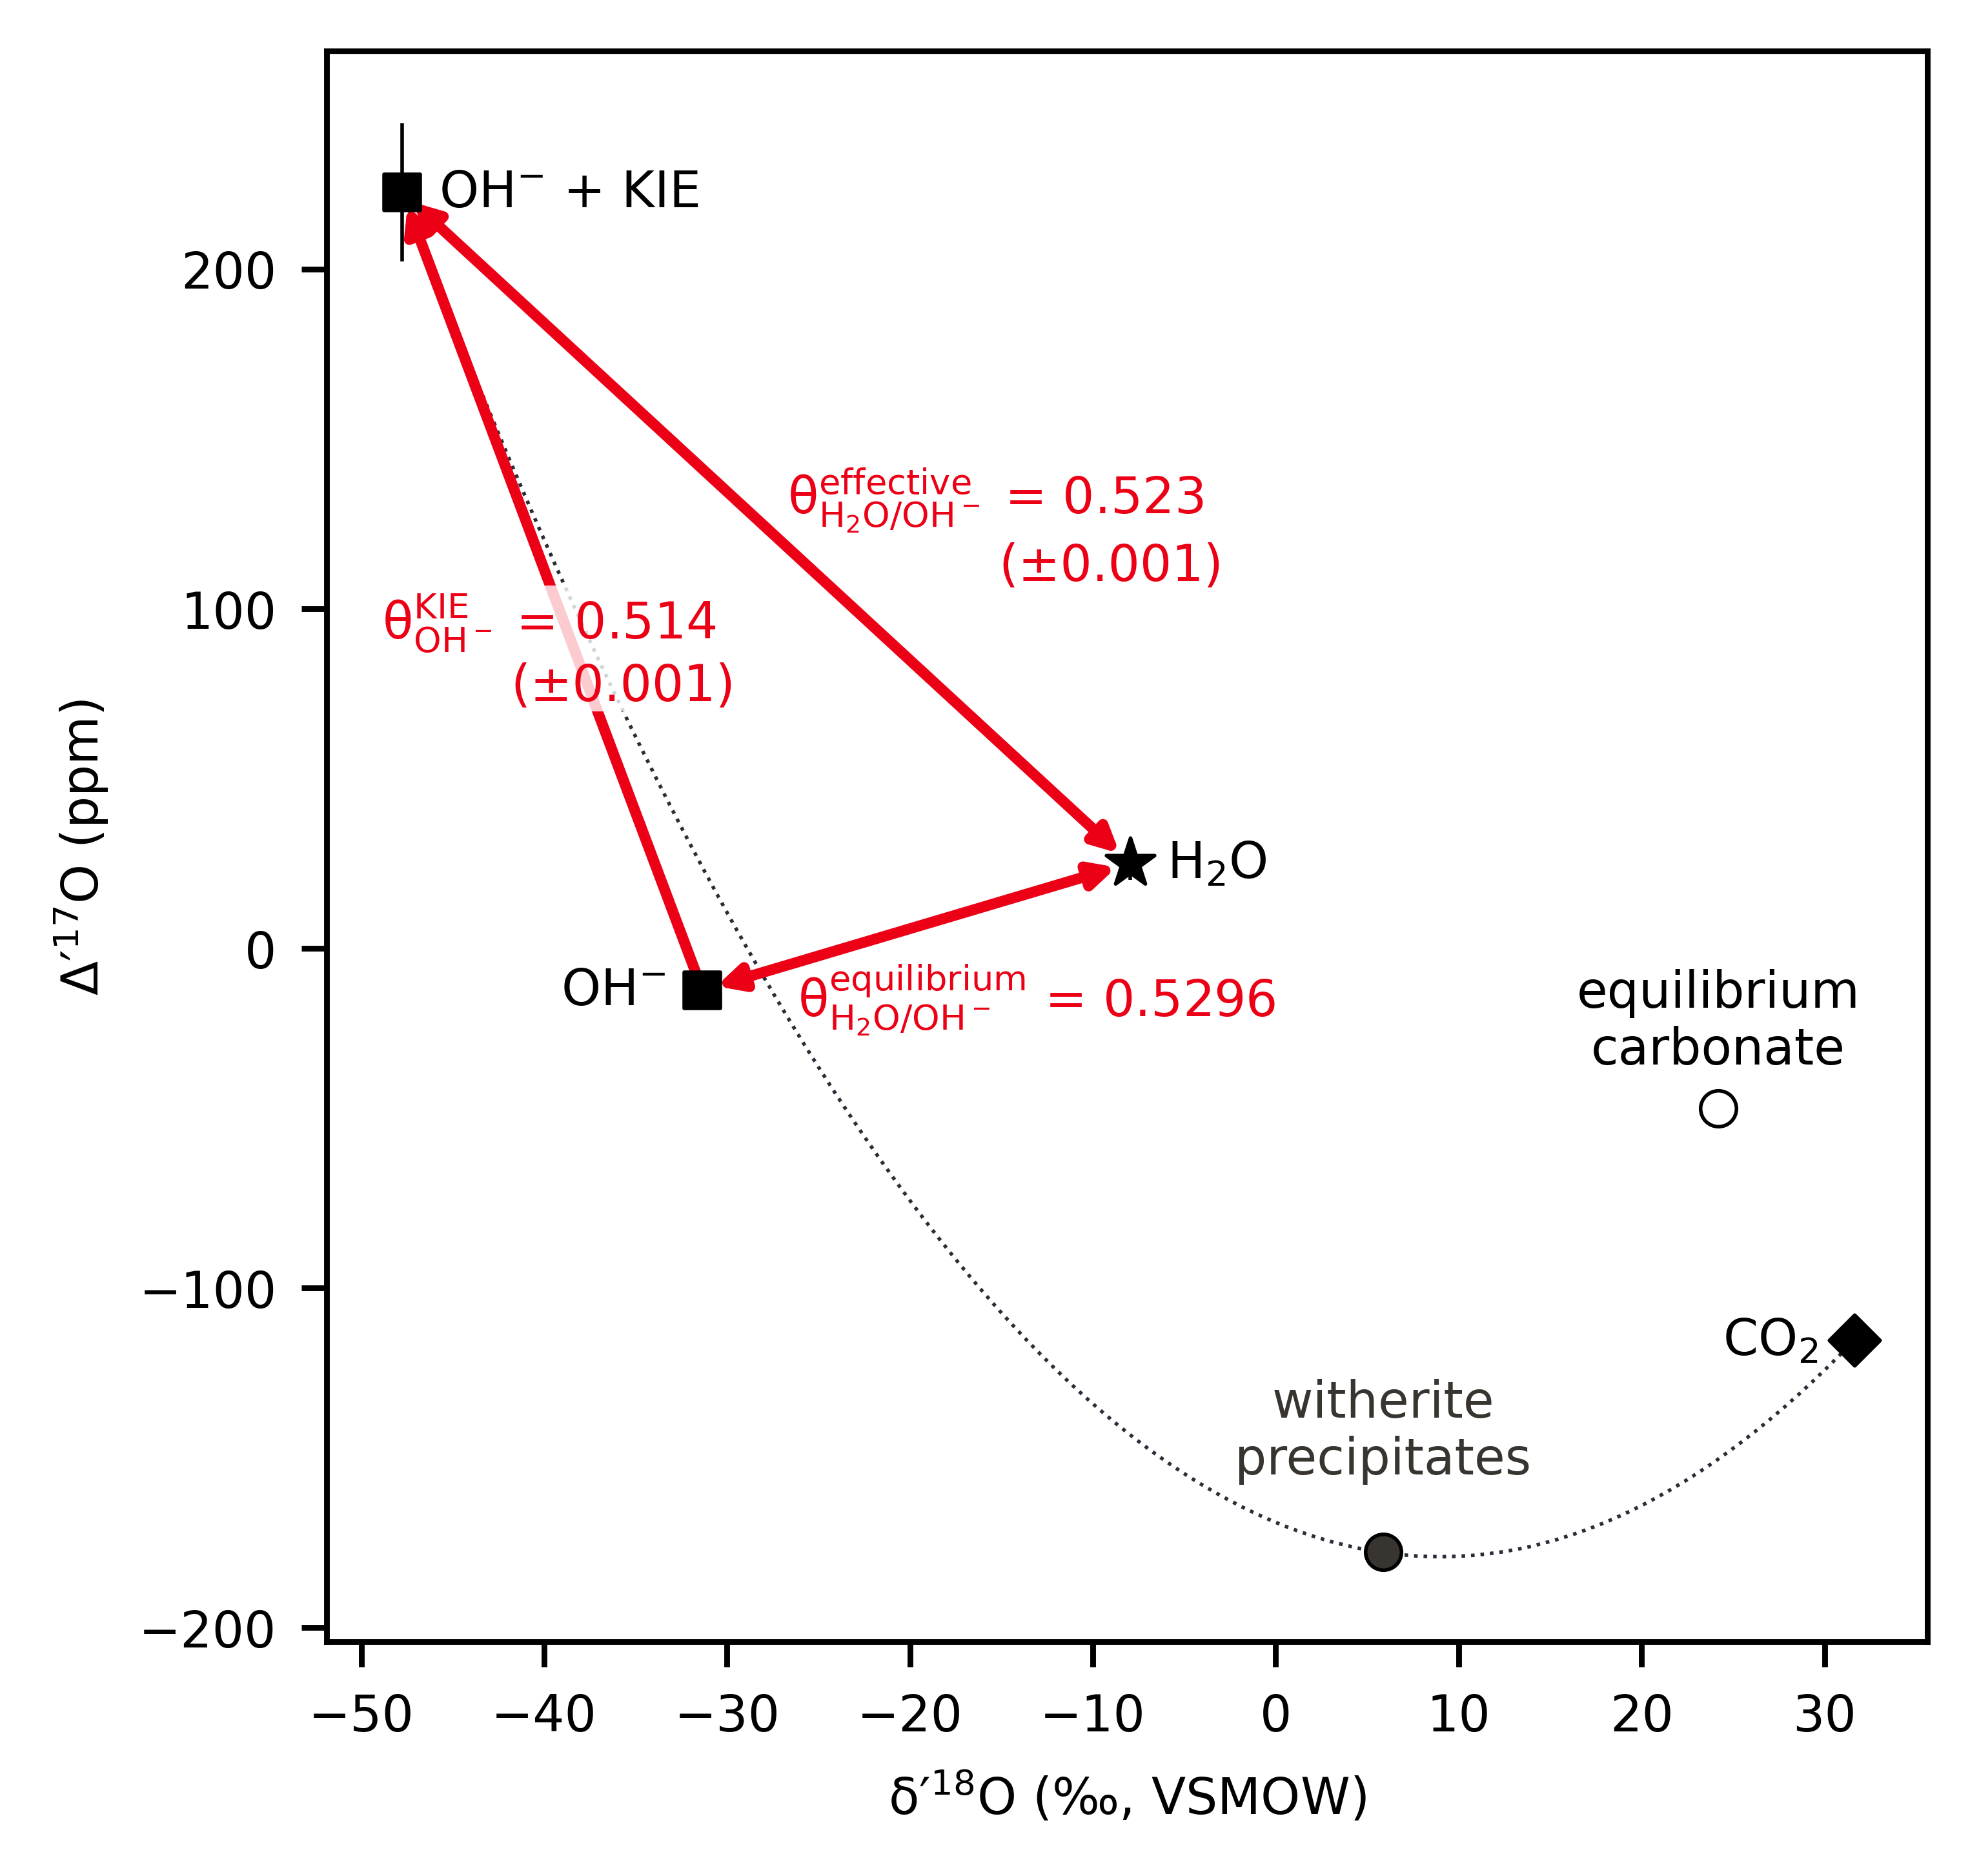 OH⁻ + KIE
200
θ^effective_H₂O/OH⁻ = 0.523
(±0.001)
100
θ^KIE_OH⁻ = 0.514
(±0.001)
H₂O
Δ′¹⁷O (ppm)
0
OH⁻
θ^equilibrium_H₂O/OH⁻ = 0.5296
equilibrium
carbonate
−100
CO₂
witherite
precipitates
−200
−50 −40 −30 −20 −10 0 10 20 30
δ′¹⁸O (‰, VSMOW)